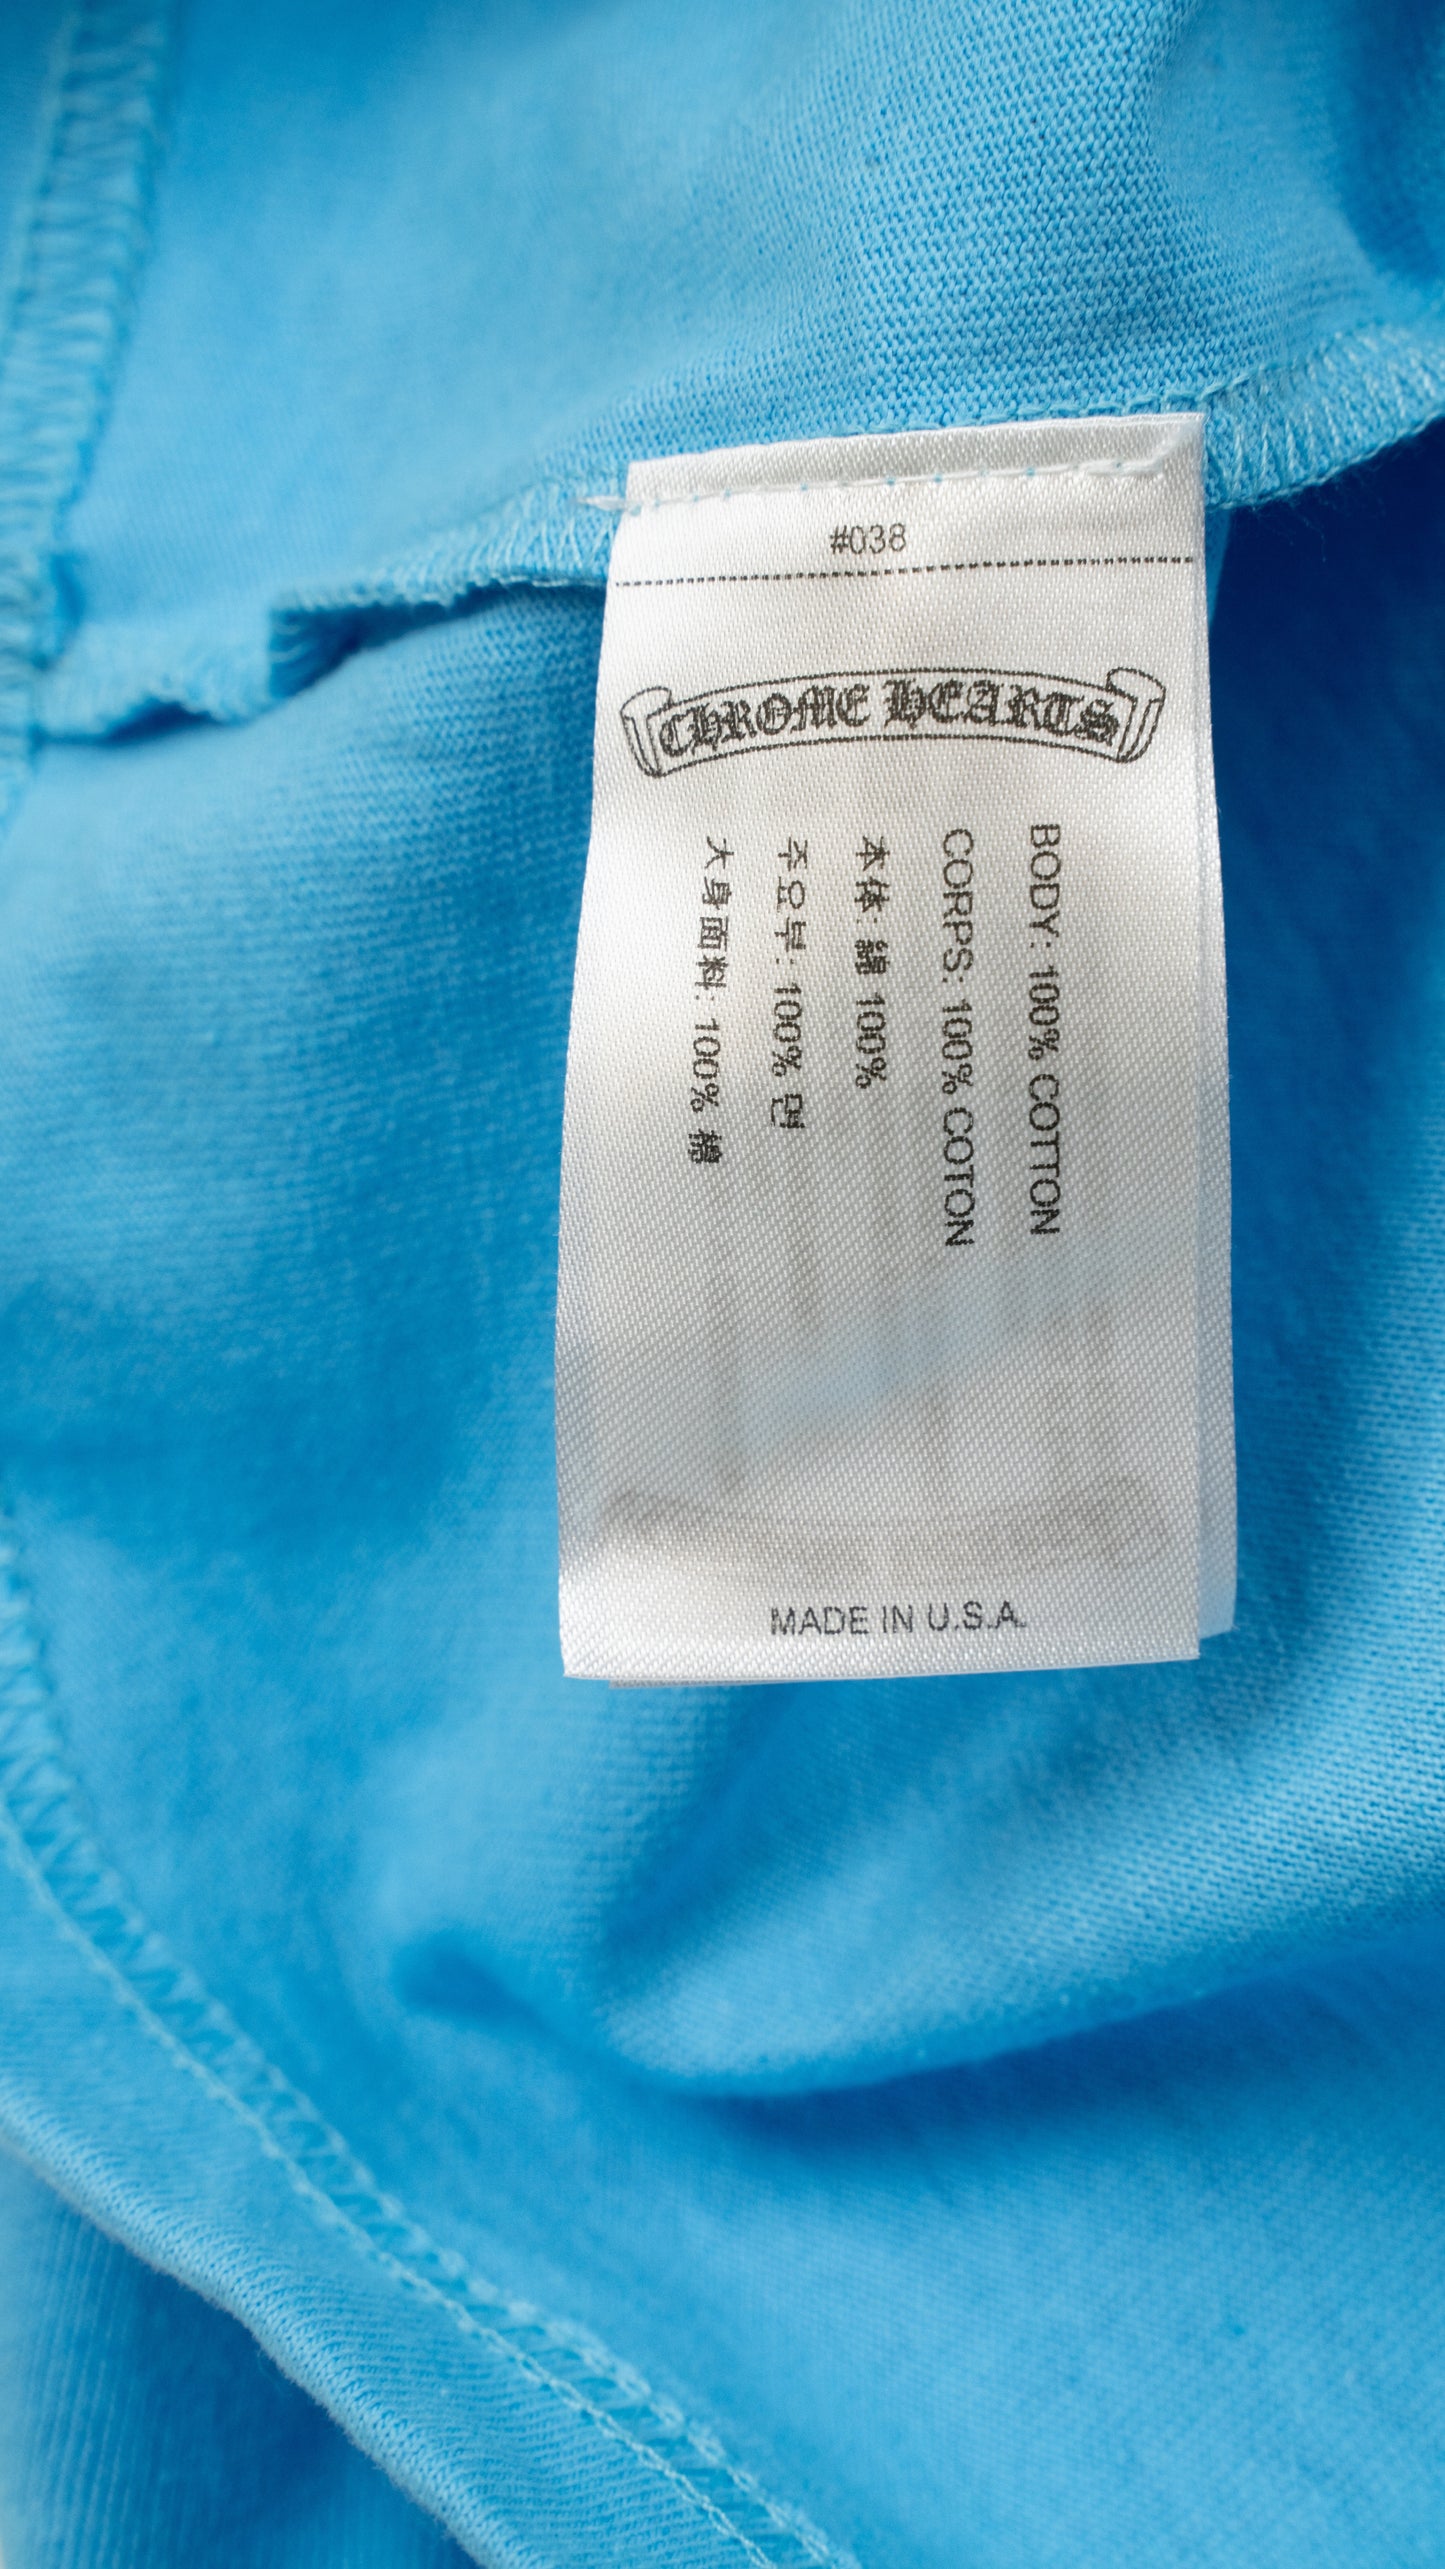 #038
CHROME HEARTS
BODY: 100% COTTON
CORPS: 100% COTON
本体: 綿 100%
주요부: 100% 면
大身面料: 100% 棉
MADE IN U.S.A.